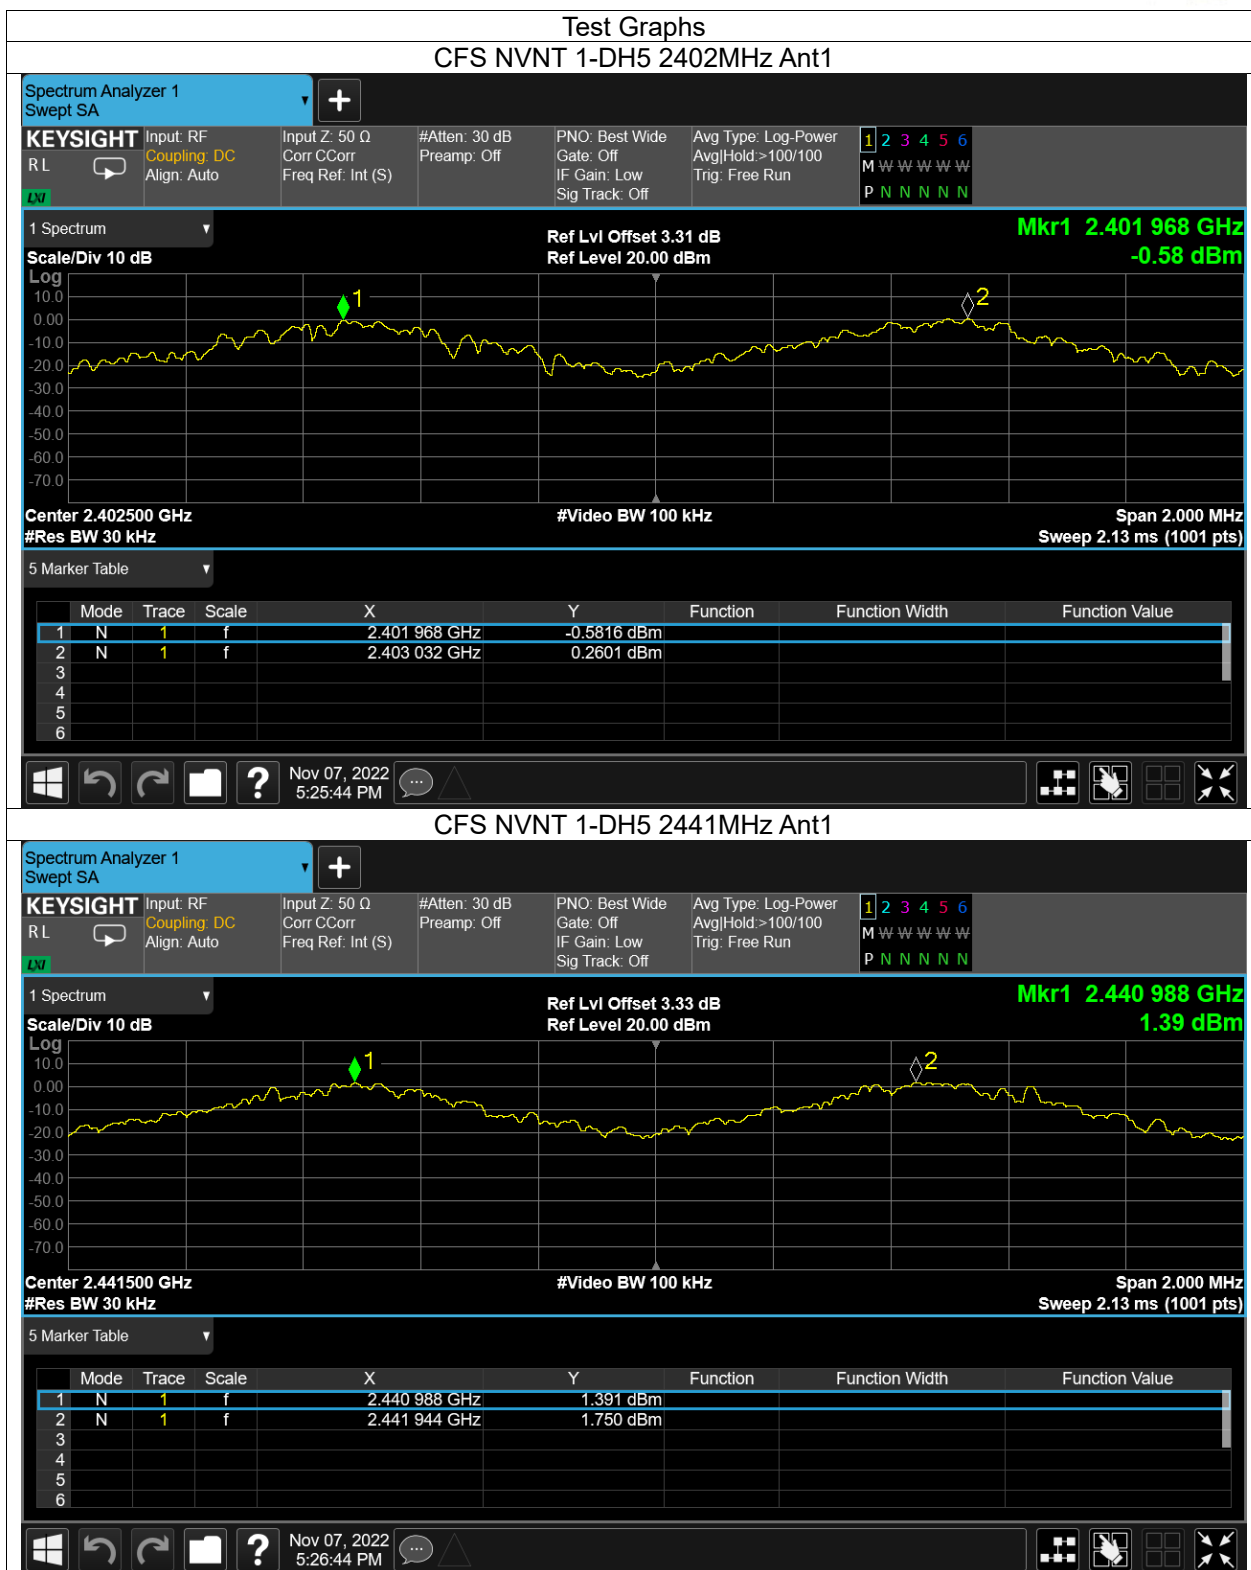 Test Graphs
CFS NVNT 1-DH5 2402MHz Ant1
Spectrum Analyzer 1
Swept SA
KEYSIGHT Input: RF Input Z: 50 Ω #Atten: 30 dB PNO: Best Wide Avg Type: Log-Power 1 2 3 4 5 6
RL Coupling: DC Corr CCorr Preamp: Off Gate: Off Avg|Hold:>100/100 M W W W W W
Align: Auto Freq Ref: Int (S) IF Gain: Low Trig: Free Run
LXI Sig Track: Off P N N N N N
1 Spectrum Ref Lvl Offset 3.31 dB Mkr1 2.401 968 GHz
Scale/Div 10 dB Ref Level 20.00 dBm -0.58 dBm
Log
10.0 1 2
0.00
-10.0
-20.0
-30.0
-40.0
-50.0
-60.0
-70.0
Center 2.402500 GHz #Video BW 100 kHz Span 2.000 MHz
#Res BW 30 kHz Sweep 2.13 ms (1001 pts)
5 Marker Table
Mode Trace Scale X Y Function Function Width Function Value
1 N 1 f 2.401 968 GHz -0.5816 dBm
2 N 1 f 2.403 032 GHz 0.2601 dBm
3
4
5
6
? Nov 07, 2022
5:25:44 PM
CFS NVNT 1-DH5 2441MHz Ant1
Spectrum Analyzer 1
Swept SA
KEYSIGHT Input: RF Input Z: 50 Ω #Atten: 30 dB PNO: Best Wide Avg Type: Log-Power 1 2 3 4 5 6
RL Coupling: DC Corr CCorr Preamp: Off Gate: Off Avg|Hold:>100/100 M W W W W W
Align: Auto Freq Ref: Int (S) IF Gain: Low Trig: Free Run
LXI Sig Track: Off P N N N N N
1 Spectrum Ref Lvl Offset 3.33 dB Mkr1 2.440 988 GHz
Scale/Div 10 dB Ref Level 20.00 dBm 1.39 dBm
Log
10.0 1 2
0.00
-10.0
-20.0
-30.0
-40.0
-50.0
-60.0
-70.0
Center 2.441500 GHz #Video BW 100 kHz Span 2.000 MHz
#Res BW 30 kHz Sweep 2.13 ms (1001 pts)
5 Marker Table
Mode Trace Scale X Y Function Function Width Function Value
1 N 1 f 2.440 988 GHz 1.391 dBm
2 N 1 f 2.441 944 GHz 1.750 dBm
3
4
5
6
? Nov 07, 2022
5:26:44 PM